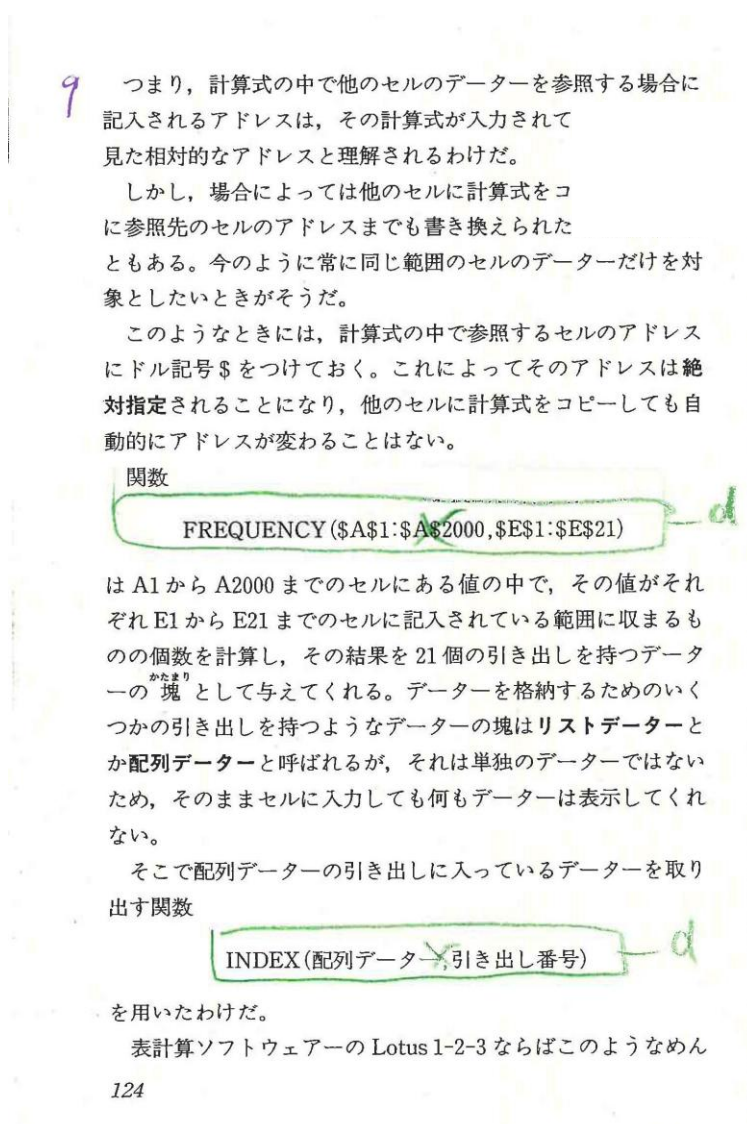 9
つまり，計算式の中で他のセルのデーターを参照する場合に
記入されるアドレスは，その計算式が入力されて
見た相対的なアドレスと理解されるわけだ。
しかし，場合によっては他のセルに計算式をコ
に参照先のセルのアドレスまでも書き換えられた
ともある。今のように常に同じ範囲のセルのデーターだけを対
象としたいときがそうだ。
このようなときには，計算式の中で参照するセルのアドレス
にドル記号$をつけておく。これによってそのアドレスは絶
対指定されることになり，他のセルに計算式をコピーしても自
動的にアドレスが変わることはない。
関数
FREQUENCY($A$1:$A$2000,$E$1:$E$21)
d
は A1 から A2000 までのセルにある値の中で，その値がそれ
ぞれ E1 から E21 までのセルに記入されている範囲に収まるも
のの個数を計算し，その結果を 21 個の引き出しを持つデータ
かたまり
ーの〝塊〞として与えてくれる。データーを格納するためのいく
つかの引き出しを持つようなデーターの塊はリストデーターと
か配列データーと呼ばれるが，それは単独のデーターではない
ため，そのままセルに入力しても何もデーターは表示してくれ
ない。
そこで配列データーの引き出しに入っているデーターを取り
出す関数
INDEX(配列データー,引き出し番号)
d
を用いたわけだ。
表計算ソフトウェアーの Lotus 1-2-3 ならばこのようなめん
124